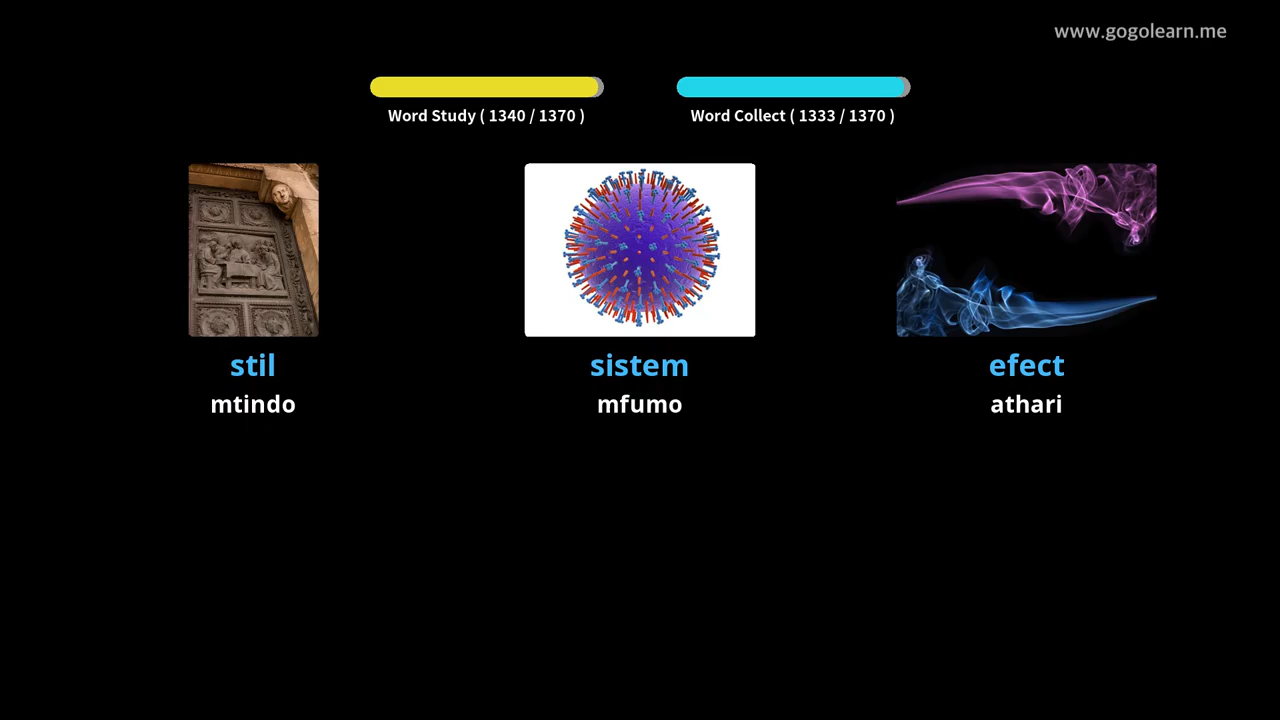 www.gogolearn.me
Word Study ( 1340 / 1370 )
Word Collect ( 1333 / 1370 )
stil
sistem
efect
mtindo
mfumo
athari